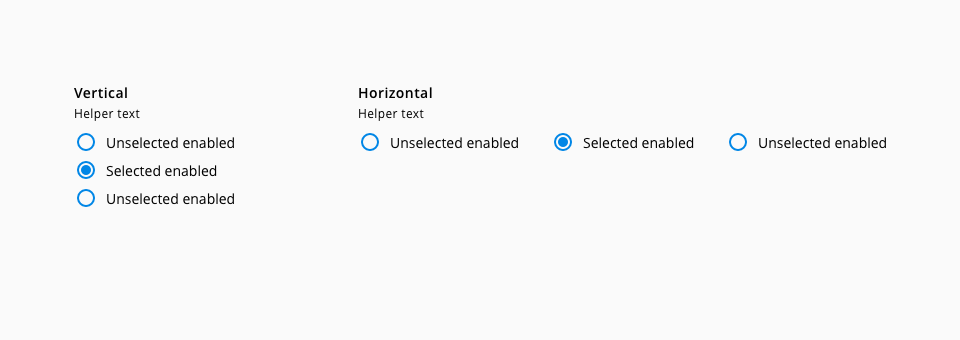 Vertical
Helper text
Unselected enabled
Selected enabled
Unselected enabled
Horizontal
Helper text
Unselected enabled Selected enabled Unselected enabled